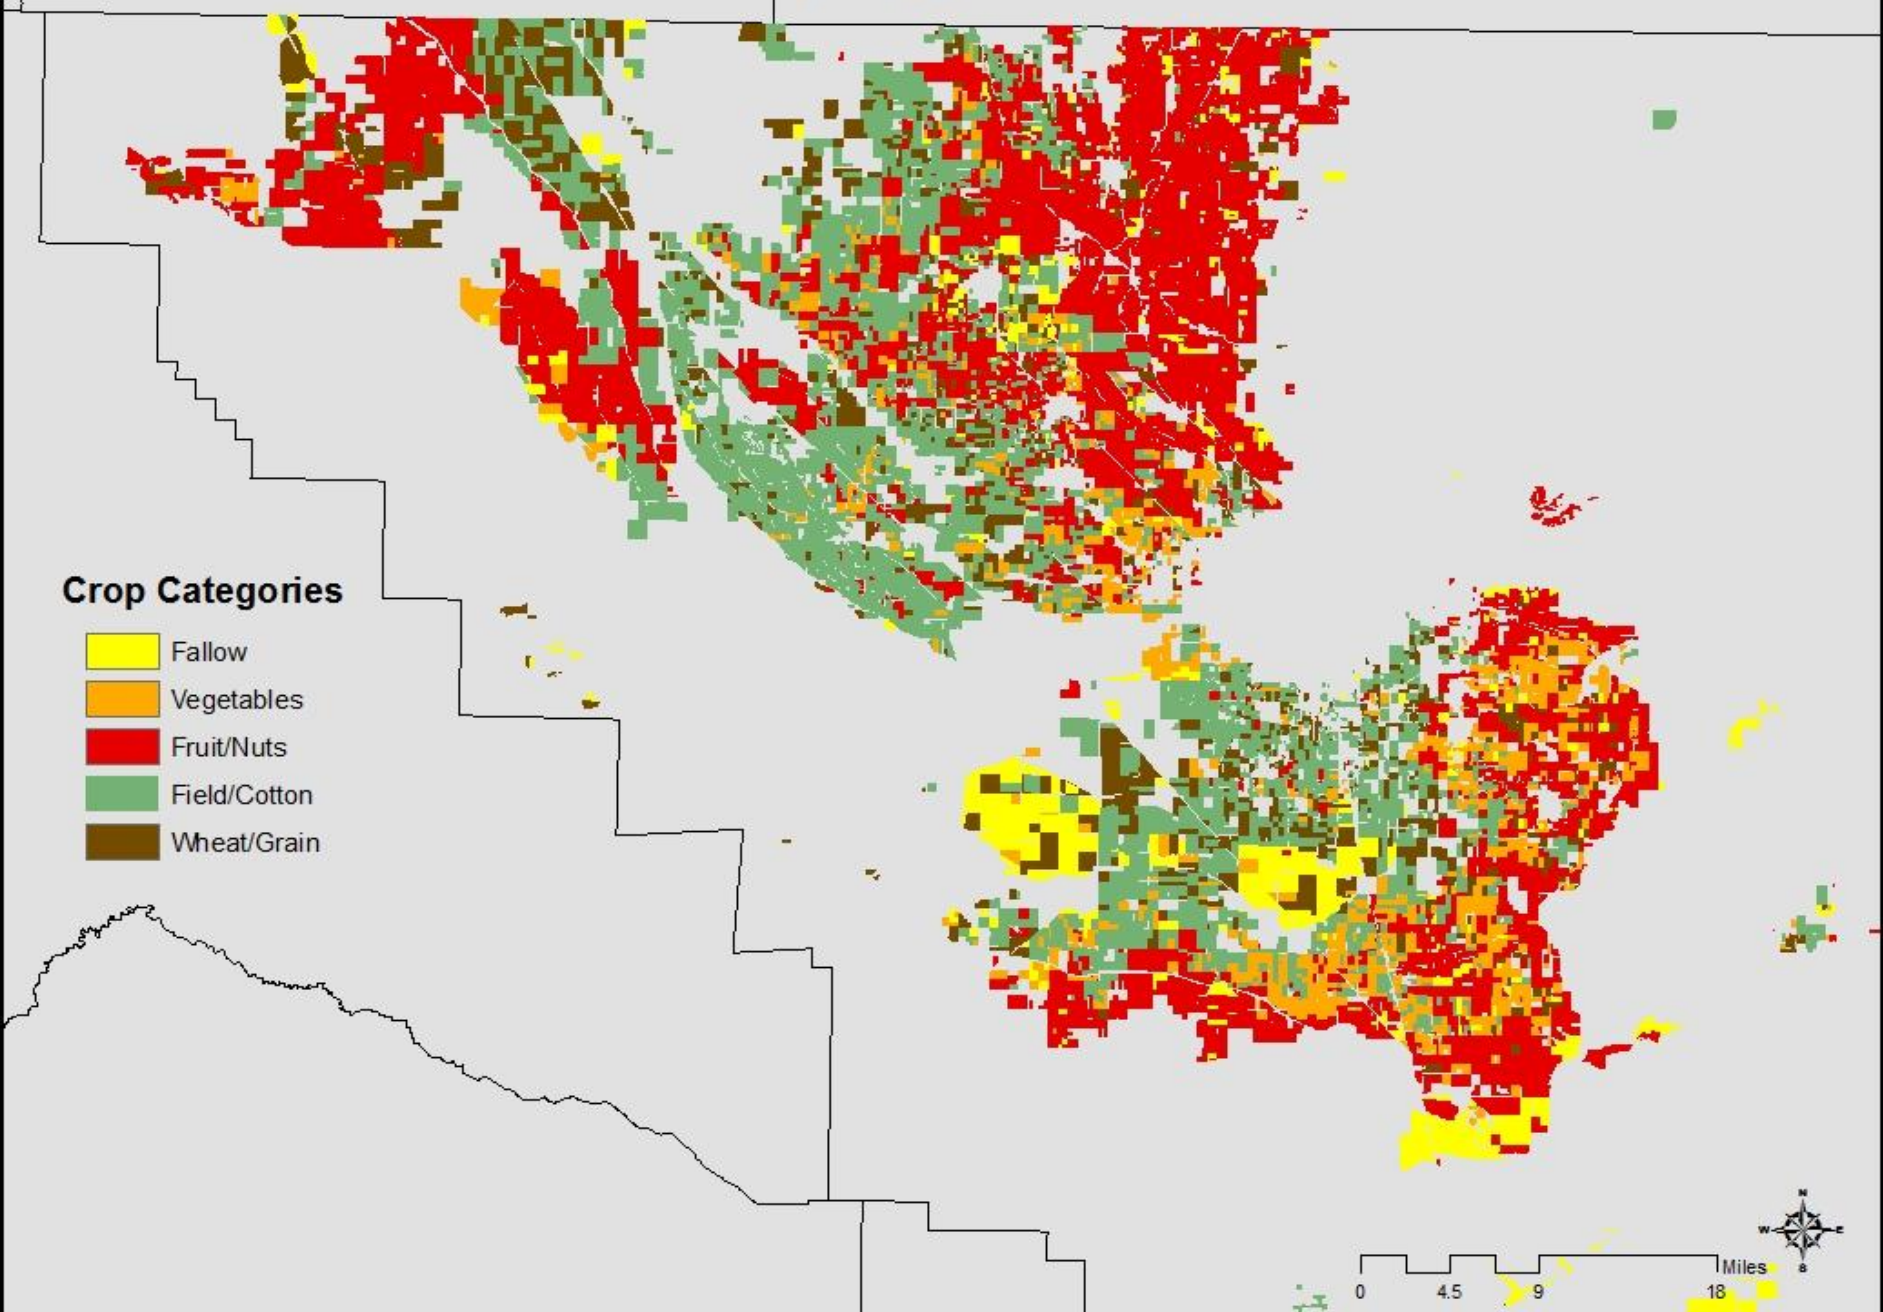 Crop Categories
Fallow
Vegetables
Fruit/Nuts
Field/Cotton
Wheat/Grain
N
W E
S
Miles
0 4.5 9 18